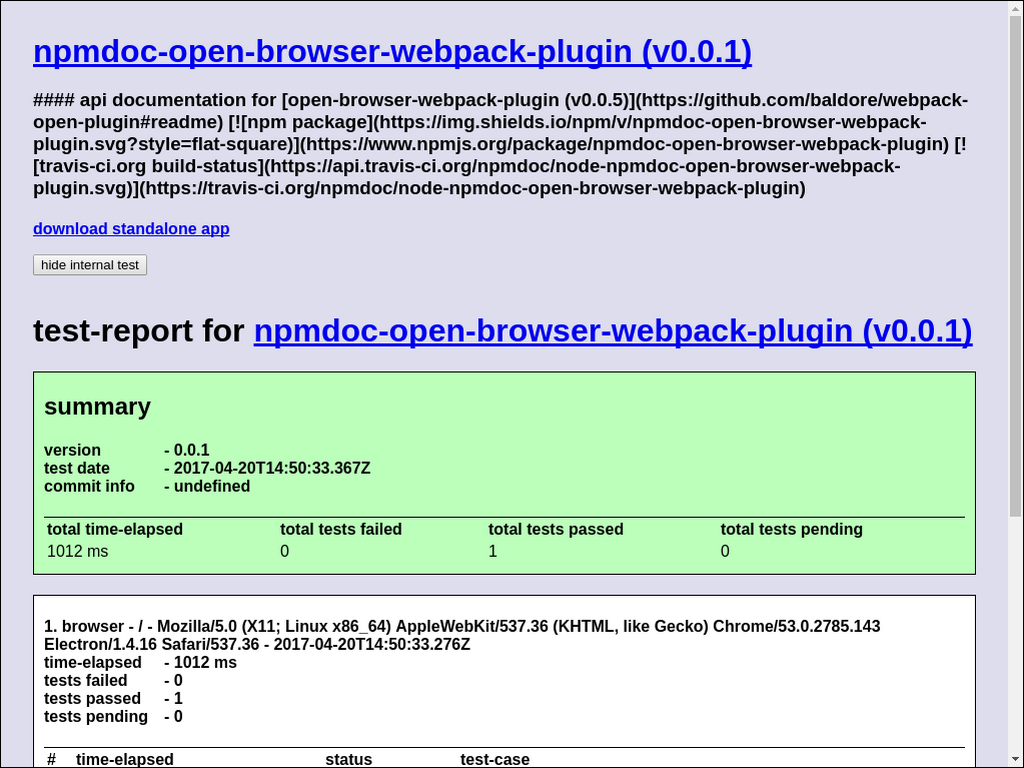 npmdoc-open-browser-webpack-plugin (v0.0.1)
#### api documentation for [open-browser-webpack-plugin (v0.0.5)](https://github.com/baldore/webpack-
open-plugin#readme) [![npm package](https://img.shields.io/npm/v/npmdoc-open-browser-webpack-
plugin.svg?style=flat-square)](https://www.npmjs.org/package/npmdoc-open-browser-webpack-plugin) [!
[travis-ci.org build-status](https://api.travis-ci.org/npmdoc/node-npmdoc-open-browser-webpack-
plugin.svg)](https://travis-ci.org/npmdoc/node-npmdoc-open-browser-webpack-plugin)
download standalone app
hide internal test
test-report for npmdoc-open-browser-webpack-plugin (v0.0.1)
summary
version - 0.0.1
test date - 2017-04-20T14:50:33.367Z
commit info - undefined
total time-elapsed total tests failed total tests passed total tests pending
1012 ms 0 1 0
1. browser - / - Mozilla/5.0 (X11; Linux x86_64) AppleWebKit/537.36 (KHTML, like Gecko) Chrome/53.0.2785.143
Electron/1.4.16 Safari/537.36 - 2017-04-20T14:50:33.276Z
time-elapsed - 1012 ms
tests failed - 0
tests passed - 1
tests pending - 0
# time-elapsed status test-case